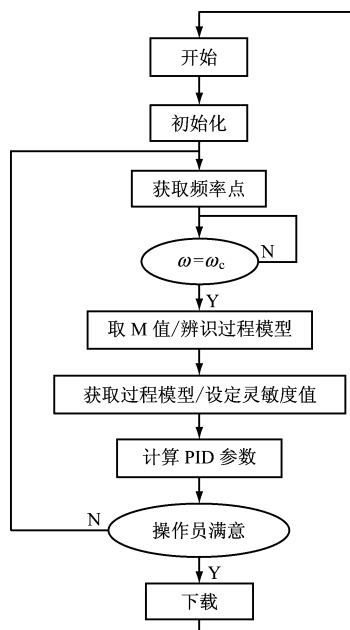 开始
初始化
获取频率点
ω=ωc
N
Y
取 M 值/辨识过程模型
获取过程模型/设定灵敏度值
计算 PID 参数
N
操作员满意
Y
下载